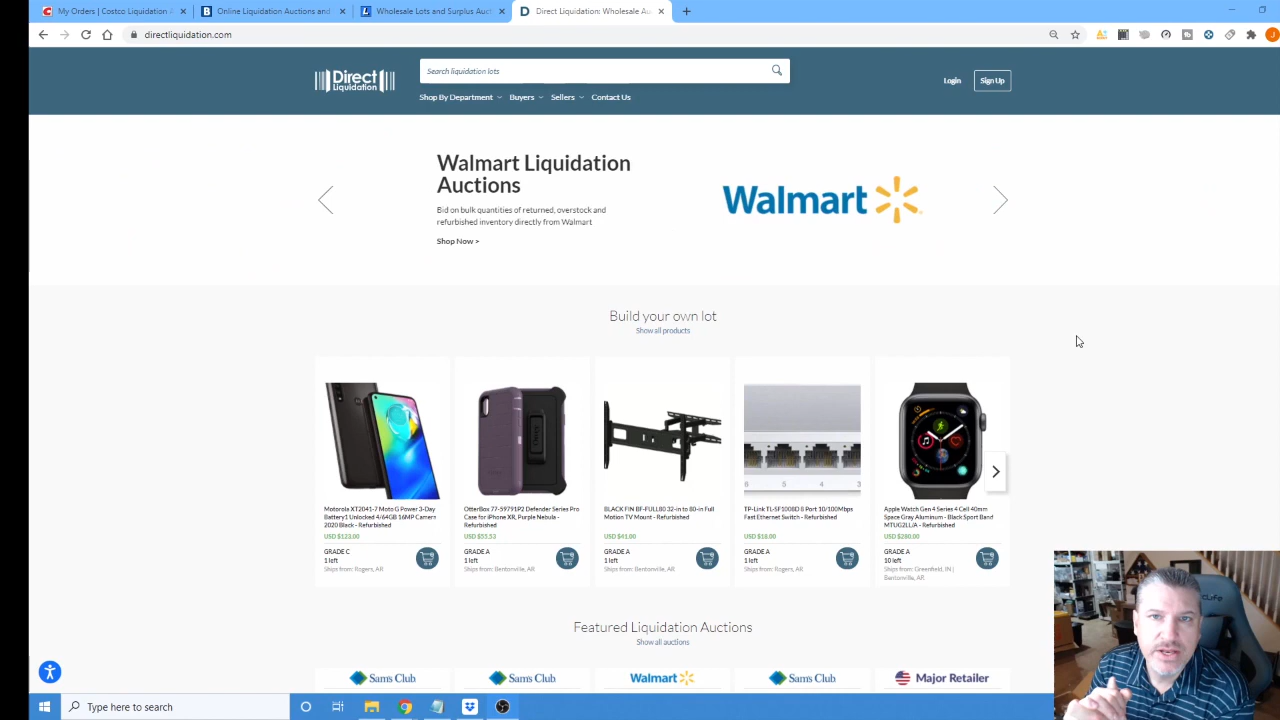 My Orders | Costco Liquidation A
Online Liquidation Auctions and
Wholesale Lots and Surplus Aucti
Direct Liquidation: Wholesale Au
directliquidation.com
Direct Liquidation
Search liquidation lots
Login
Sign Up
Shop By Department
Buyers
Sellers
Contact Us
Walmart Liquidation
Auctions
Bid on bulk quantities of returned, overstock and
refurbished inventory directly from Walmart
Shop Now >
Walmart
Build your own lot
Show all products
Motorola XT2041-7 Moto G Power 3-Day
Battery1 Unlocked 4/64GB 16MP Camera
2020 Black - Refurbished
USD $123.00
GRADE C
1 left
Ships from: Rogers, AR
OtterBox 77-59791P2 Defender Series Pro
Case for iPhone XR, Purple Nebula -
Refurbished
USD $55.53
GRADE A
1 left
Ships from: Bentonville, AR
BLACK FIN BF-FULL80 32-in to 80-in Full
Motion TV Mount - Refurbished
USD $41.00
GRADE A
1 left
Ships from: Bentonville, AR
6 5 4 3
TP-Link TL-SF1008D 8 Port 10/100Mbps
Fast Ethernet Switch - Refurbished
USD $18.00
GRADE A
1 left
Ships from: Rogers, AR
Apple Watch Gen 4 Series 4 Cell 40mm
Space Gray Aluminum - Black Sport Band
MTUG2LL/A - Refurbished
USD $280.00
GRADE A
10 left
Ships from: Greenfield, IN |
Bentonville, AR
Featured Liquidation Auctions
Show all auctions
Sam's Club
Sam's Club
Walmart
Sam's Club
Major Retailer
Type here to search